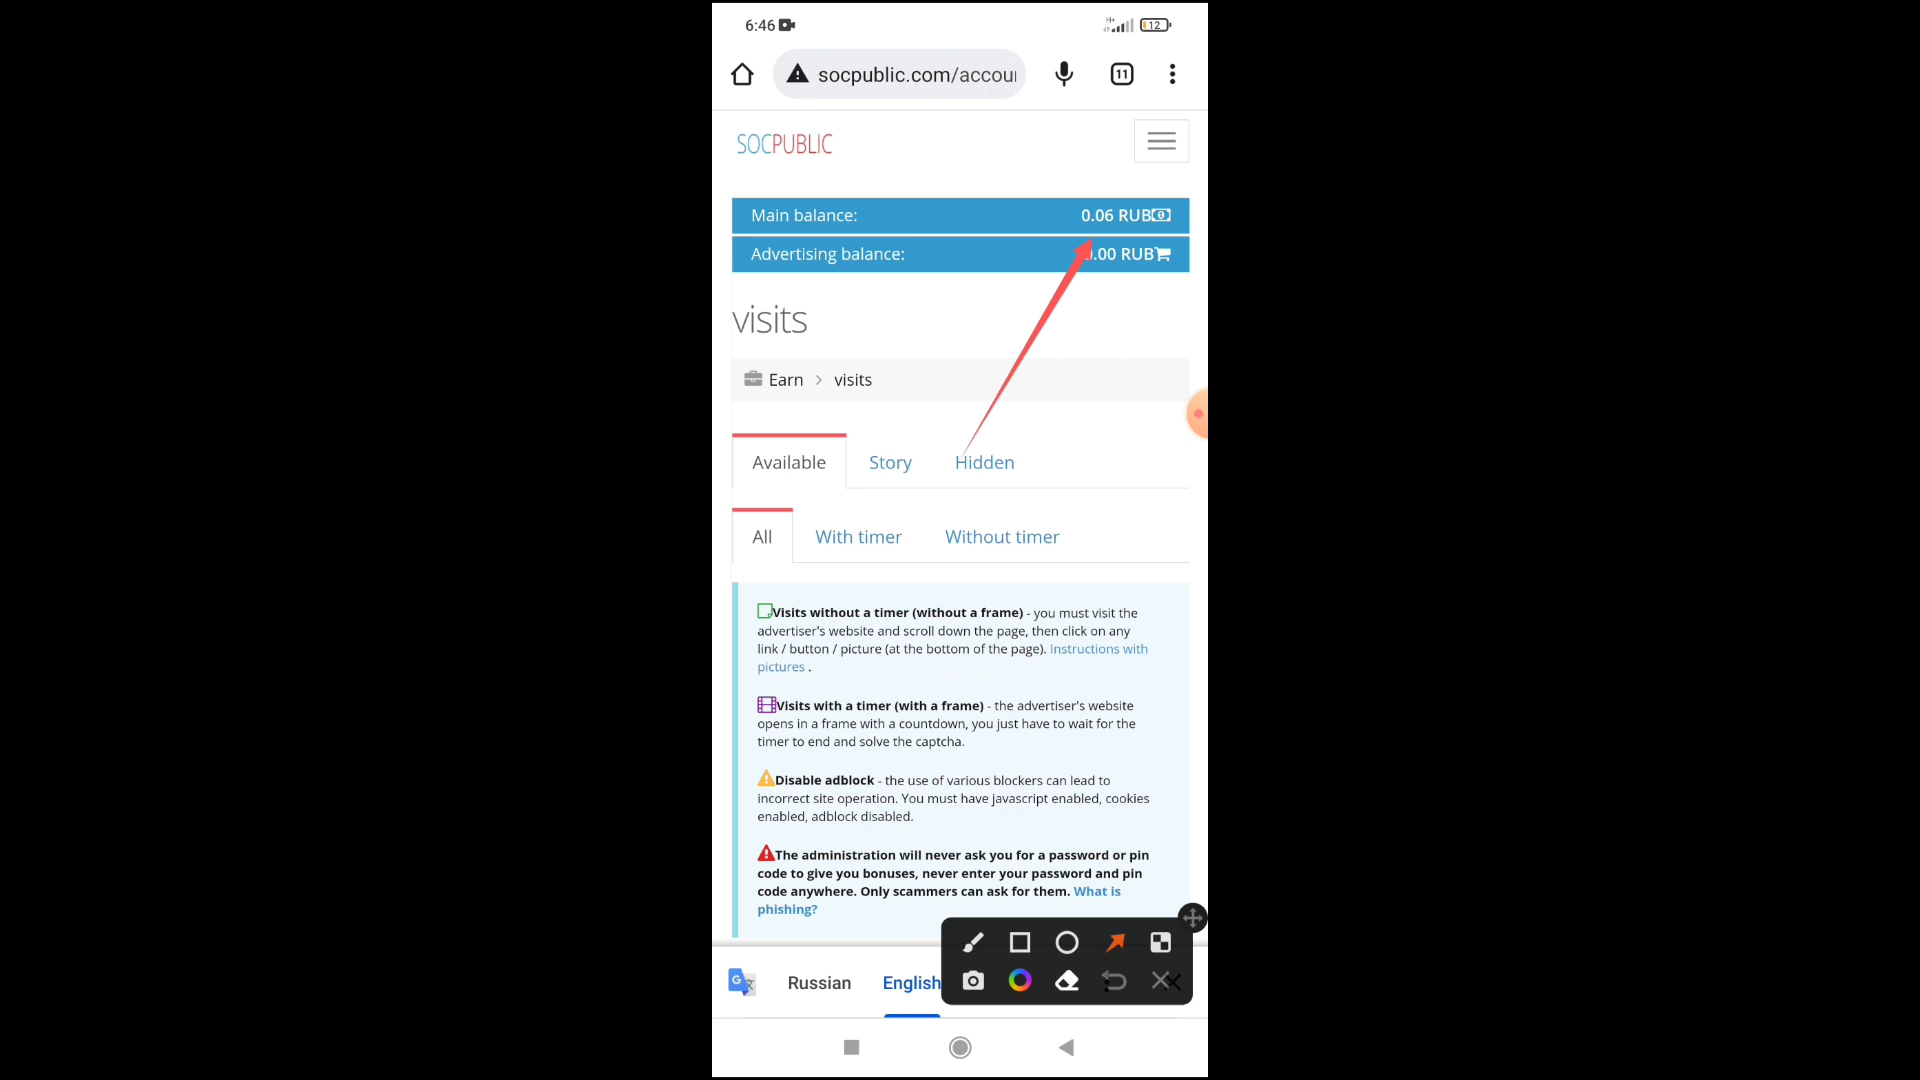 6:46
H+
4G
12
socpublic.com/accou
11
SOCPUBLIC
Main balance: 0.06 RUB
Advertising balance: 0.00 RUB
visits
Earn > visits
Available Story Hidden
All With timer Without timer
Visits without a timer (without a frame) - you must visit the
advertiser's website and scroll down the page, then click on any
link / button / picture (at the bottom of the page). Instructions with
pictures .
Visits with a timer (with a frame) - the advertiser's website
opens in a frame with a countdown, you just have to wait for the
timer to end and solve the captcha.
Disable adblock - the use of various blockers can lead to
incorrect site operation. You must have javascript enabled, cookies
enabled, adblock disabled.
The administration will never ask you for a password or pin
code to give you bonuses, never enter your password and pin
code anywhere. Only scammers can ask for them. What is
phishing?
Russian English